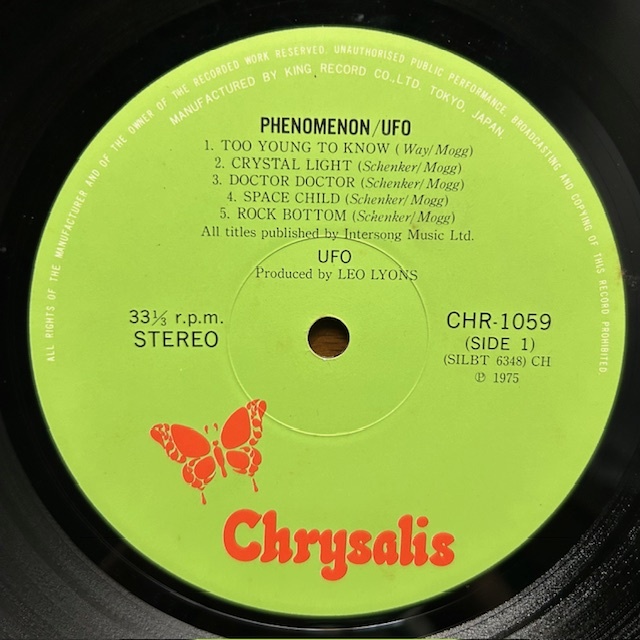 ALL RIGHTS OF THE MANUFACTURER AND OF THE OWNER OF THE RECORDED WORK RESERVED. UNAUTHORISED PUBLIC PERFORMANCE, BROADCASTING AND COPYING OF THIS RECORD PROHIBITED
MANUFACTURED BY KING RECORD CO., LTD. TOKYO, JAPAN.
PHENOMENON/UFO
1. TOO YOUNG TO KNOW (Way/Mogg)
2. CRYSTAL LIGHT (Schenker/Mogg)
3. DOCTOR DOCTOR (Schenker/Mogg)
4. SPACE CHILD (Schenker/Mogg)
5. ROCK BOTTOM (Schenker/Mogg)
All titles published by Intersong Music Ltd.
UFO
Produced by LEO LYONS
33⅓ r.p.m.
STEREO
CHR-1059
(SIDE 1)
(SILBT 6348) CH
℗ 1975
Chrysalis